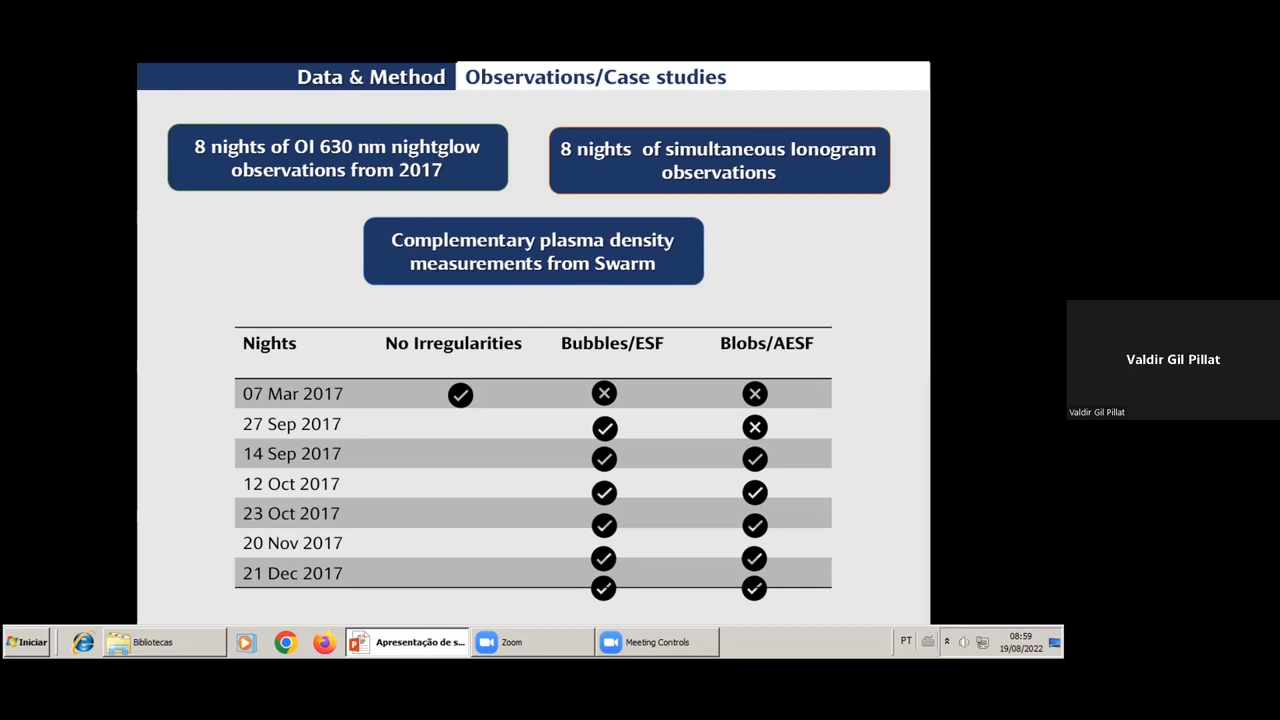 Data & Method Observations/Case studies
8 nights of OI 630 nm nightglow
observations from 2017
8 nights of simultaneous Ionogram
observations
Complementary plasma density
measurements from Swarm
Nights No Irregularities Bubbles/ESF Blobs/AESF
07 Mar 2017
27 Sep 2017
14 Sep 2017
12 Oct 2017
23 Oct 2017
20 Nov 2017
21 Dec 2017
Valdir Gil Pillat
Valdir Gil Pillat
Iniciar Bibliotecas Apresentação de s... Zoom Meeting Controls PT 08:59
19/08/2022